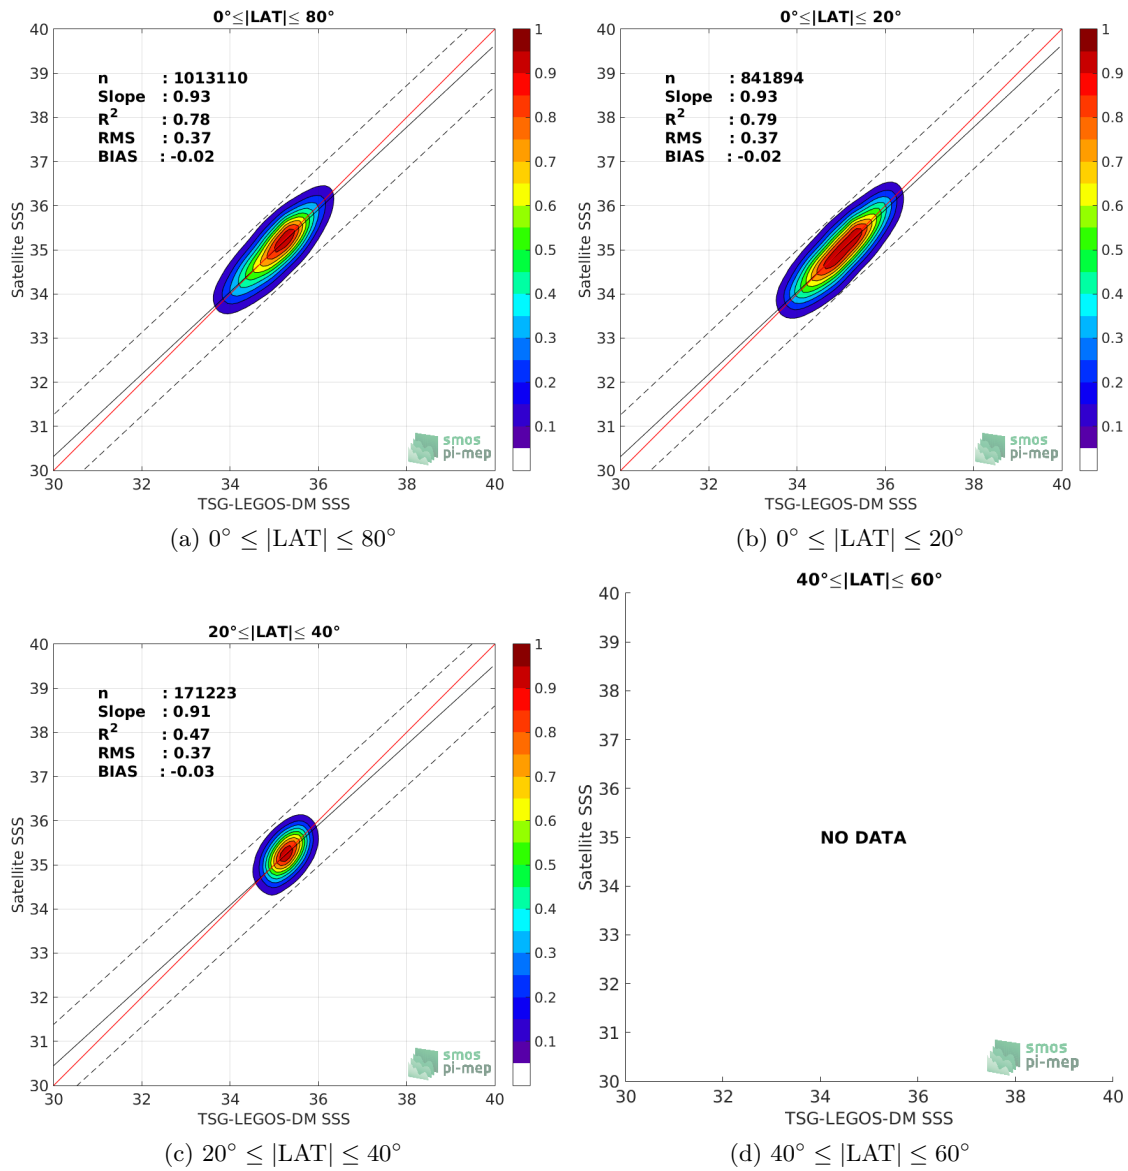 0°≤|LAT|≤ 80°
n : 1013110
Slope : 0.93
R² : 0.78
RMS : 0.37
BIAS : -0.02
40
39
38
37
36
35
34
33
32
31
30
Satellite SSS
30 32 34 36 38 40
TSG-LEGOS-DM SSS
1
0.9
0.8
0.7
0.6
0.5
0.4
0.3
0.2
0.1
smos
pi-mep
(a) 0° ≤ |LAT| ≤ 80°
0°≤|LAT|≤ 20°
n : 841894
Slope : 0.93
R² : 0.79
RMS : 0.37
BIAS : -0.02
40
39
38
37
36
35
34
33
32
31
30
Satellite SSS
30 32 34 36 38 40
TSG-LEGOS-DM SSS
1
0.9
0.8
0.7
0.6
0.5
0.4
0.3
0.2
0.1
smos
pi-mep
(b) 0° ≤ |LAT| ≤ 20°
20°≤|LAT|≤ 40°
n : 171223
Slope : 0.91
R² : 0.47
RMS : 0.37
BIAS : -0.03
40
39
38
37
36
35
34
33
32
31
30
Satellite SSS
30 32 34 36 38 40
TSG-LEGOS-DM SSS
1
0.9
0.8
0.7
0.6
0.5
0.4
0.3
0.2
0.1
smos
pi-mep
(c) 20° ≤ |LAT| ≤ 40°
40°≤|LAT|≤ 60°
40
39
38
37
36
35
34
33
32
31
30
Satellite SSS
NO DATA
30 32 34 36 38 40
TSG-LEGOS-DM SSS
smos
pi-mep
(d) 40° ≤ |LAT| ≤ 60°